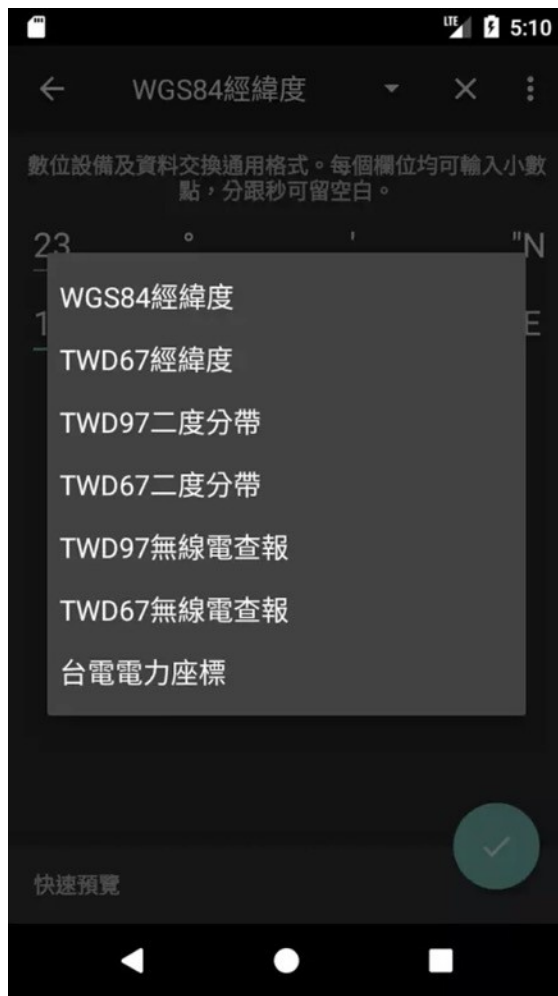 LTE 5:10
WGS84經緯度
數位設備及資料交換通用格式。每個欄位均可輸入小數
點，分跟秒可留空白。
23 ° ' "N
1 E
WGS84經緯度
TWD67經緯度
TWD97二度分帶
TWD67二度分帶
TWD97無線電查報
TWD67無線電查報
台電電力座標
快速預覽